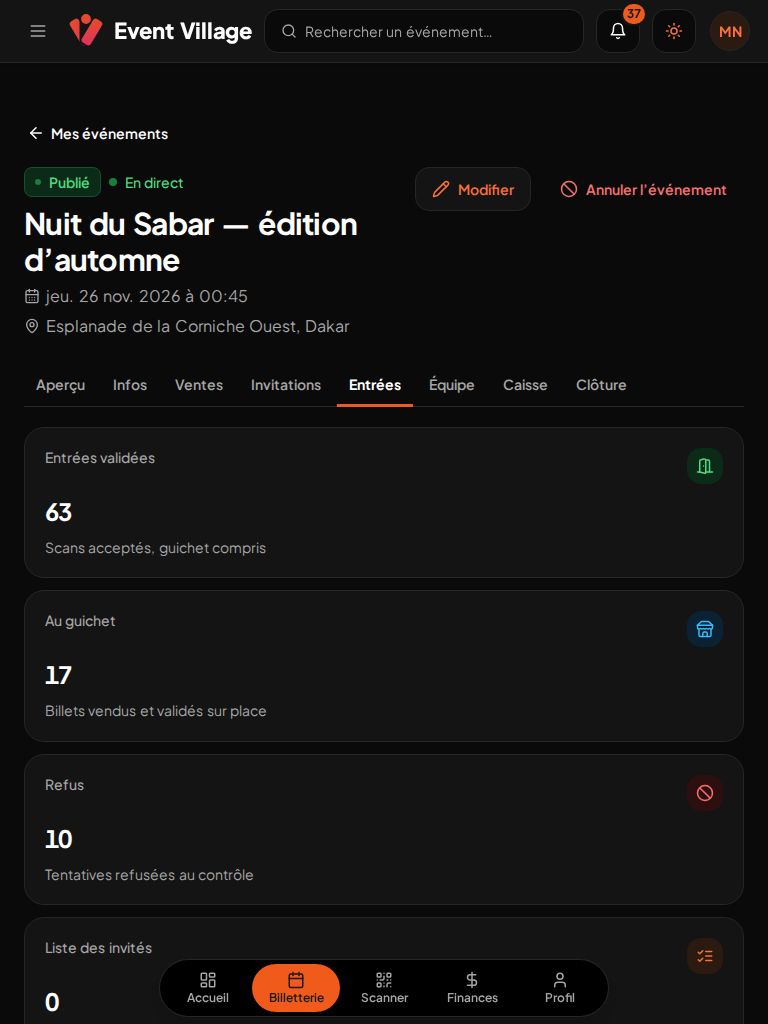 Event Village
Rechercher un événement...
37
MN
Mes événements
Publié
En direct
Modifier
Annuler l'événement
Nuit du Sabar — édition
d’automne
jeu. 26 nov. 2026 à 00:45
Esplanade de la Corniche Ouest, Dakar
Aperçu Infos Ventes Invitations Entrées Équipe Caisse Clôture
Entrées validées
63
Scans acceptés, guichet compris
Au guichet
17
Billets vendus et validés sur place
Refus
10
Tentatives refusées au contrôle
Liste des invités
0
Accueil Billetterie Scanner Finances Profil